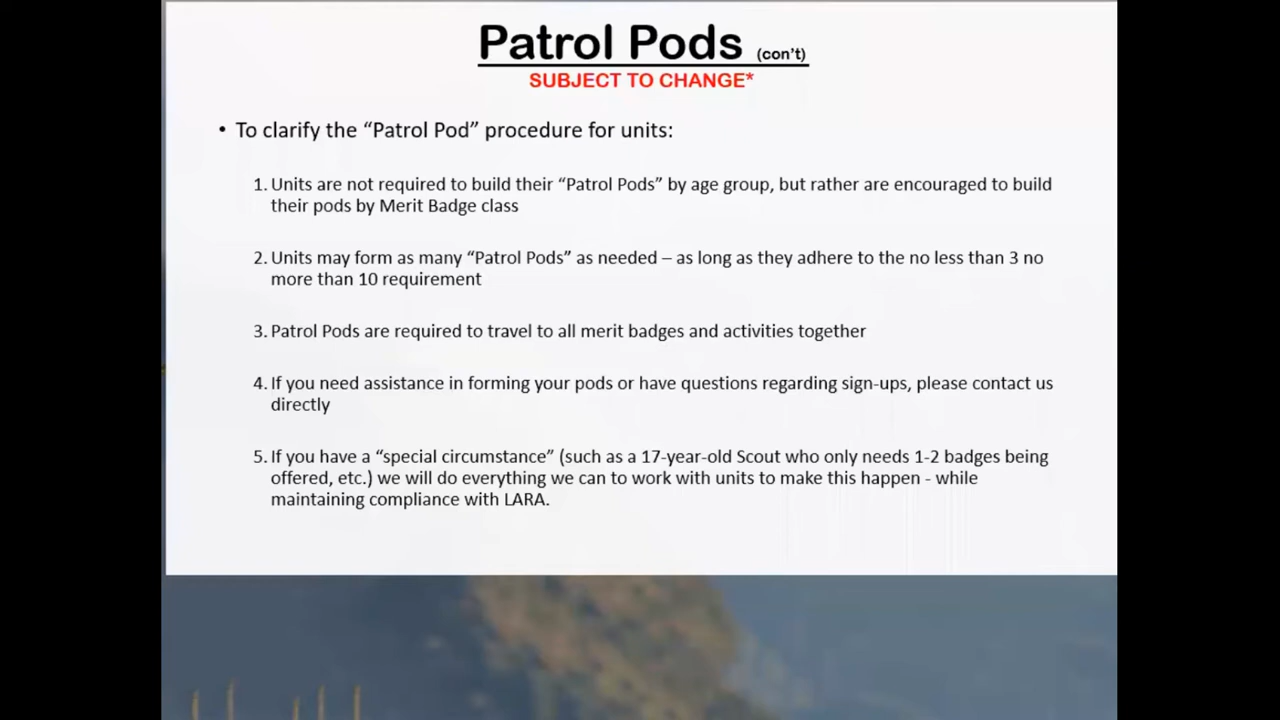 Patrol Pods (con’t)
SUBJECT TO CHANGE*
• To clarify the “Patrol Pod” procedure for units:
1. Units are not required to build their “Patrol Pods” by age group, but rather are encouraged to build
their pods by Merit Badge class
2. Units may form as many “Patrol Pods” as needed – as long as they adhere to the no less than 3 no
more than 10 requirement
3. Patrol Pods are required to travel to all merit badges and activities together
4. If you need assistance in forming your pods or have questions regarding sign-ups, please contact us
directly
5. If you have a “special circumstance” (such as a 17-year-old Scout who only needs 1-2 badges being
offered, etc.) we will do everything we can to work with units to make this happen - while
maintaining compliance with LARA.